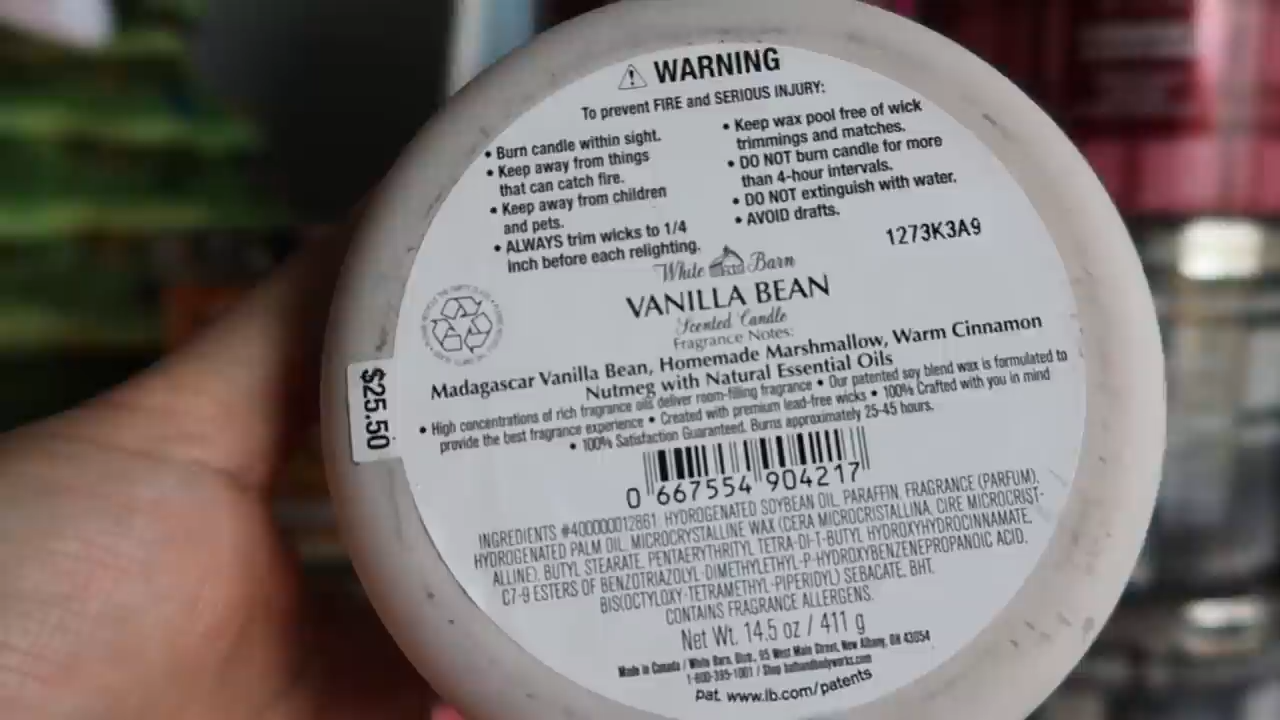 WARNING
To prevent FIRE and SERIOUS INJURY:
• Burn candle within sight.
• Keep away from things
that can catch fire.
• Keep away from children
and pets.
• ALWAYS trim wicks to 1/4
inch before each relighting.
• Keep wax pool free of wick
trimmings and matches.
• DO NOT burn candle for more
than 4-hour intervals.
• DO NOT extinguish with water.
• AVOID drafts.
1273K3A9
White Barn
VANILLA BEAN
Scented Candle
Fragrance Notes:
Madagascar Vanilla Bean, Homemade Marshmallow, Warm Cinnamon
Nutmeg with Natural Essential Oils
• High concentrations of rich fragrance oils deliver room-filling fragrance • Our patented soy blend wax is formulated to
provide the best fragrance experience • Created with premium lead-free wicks • 100% Crafted with you in mind
• 100% Satisfaction Guaranteed. Burns approximately 25-45 hours.
$25.50
0 667554 904217
INGREDIENTS #400000012861, HYDROGENATED SOYBEAN OIL, PARAFFIN, FRAGRANCE (PARFUM),
HYDROGENATED PALM OIL, MICROCRYSTALLINE WAX (CERA MICROCRISTALLINA, CIRE MICROCRIST-
ALLINE), BUTYL STEARATE, PENTAERYTHRITYL TETRA-DI-T-BUTYL HYDROXYHYDROCINNAMATE,
C7-9 ESTERS OF BENZOTRIAZOLYL-DIMETHYLETHYL-P-HYDROXYBENZENEPROPANOIC ACID,
BIS(OCTYLOXY-TETRAMETHYL-PIPERIDYL) SEBACATE, BHT.
CONTAINS FRAGRANCE ALLERGENS.
Net Wt. 14.5 oz / 411 g
Made in Canada / White Barn, Dist., 95 West Main Street, New Albany, OH 43054
1-800-395-1001 / Shop bathandbodyworks.com
Pat. www.lb.com/patents